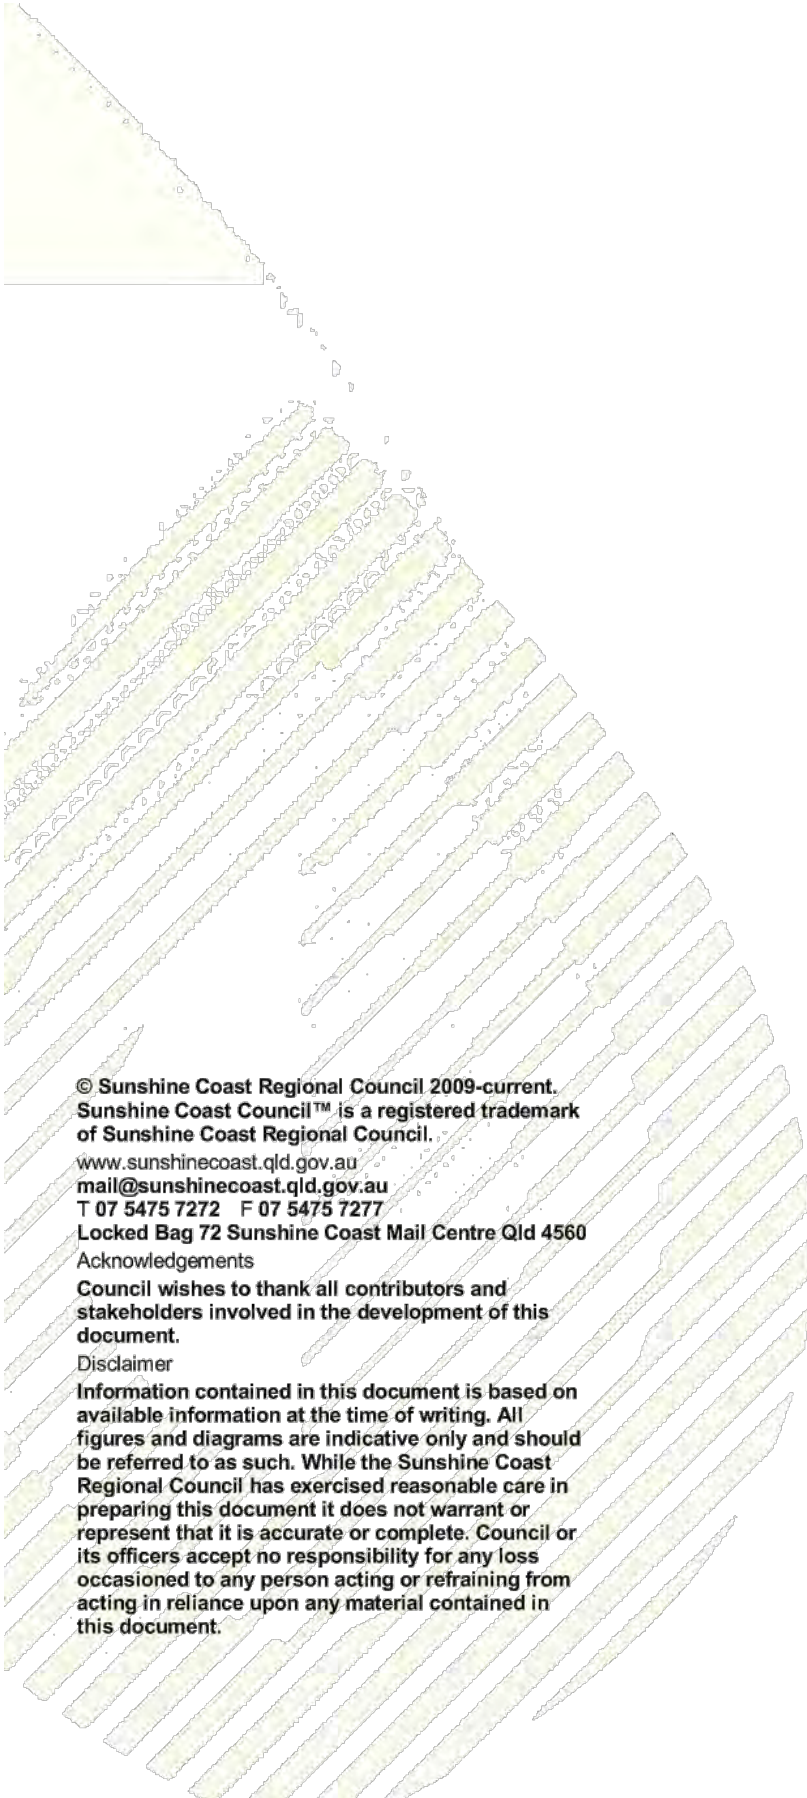 © Sunshine Coast Regional Council 2009-current.
Sunshine Coast Council™ is a registered trademark
of Sunshine Coast Regional Council.
www.sunshinecoast.qld.gov.au
mail@sunshinecoast.qld.gov.au
T 07 5475 7272 F 07 5475 7277
Locked Bag 72 Sunshine Coast Mail Centre Qld 4560
Acknowledgements
Council wishes to thank all contributors and
stakeholders involved in the development of this
document.
Disclaimer
Information contained in this document is based on
available information at the time of writing. All
figures and diagrams are indicative only and should
be referred to as such. While the Sunshine Coast
Regional Council has exercised reasonable care in
preparing this document it does not warrant or
represent that it is accurate or complete. Council or
its officers accept no responsibility for any loss
occasioned to any person acting or refraining from
acting in reliance upon any material contained in
this document.